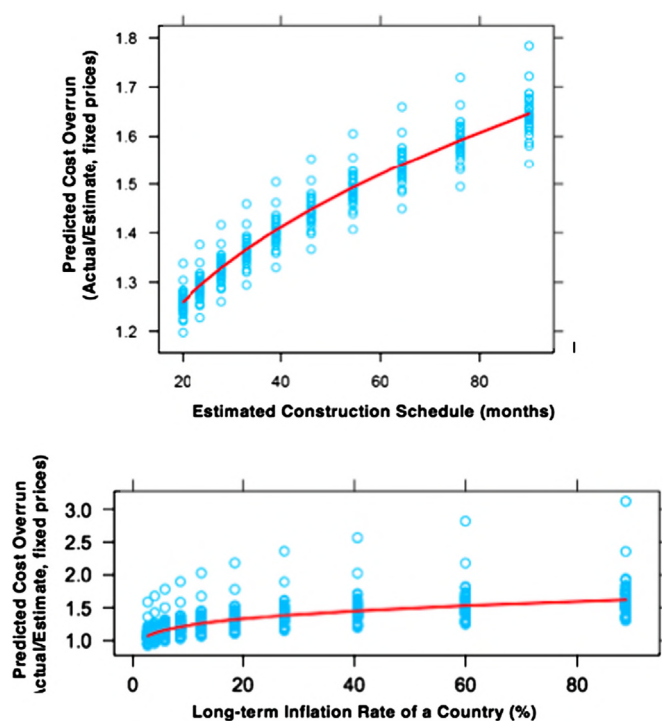 1.8
1.7
1.6
1.5
1.4
1.3
1.2
Predicted Cost Overrun
(Actual/Estimate, fixed prices)
20 40 60 80
Estimated Construction Schedule (months)
3.0
2.5
2.0
1.5
1.0
Predicted Cost Overrun
\ctual/Estimate, fixed prices)
0 20 40 60 80
Long-term Inflation Rate of a Country (%)